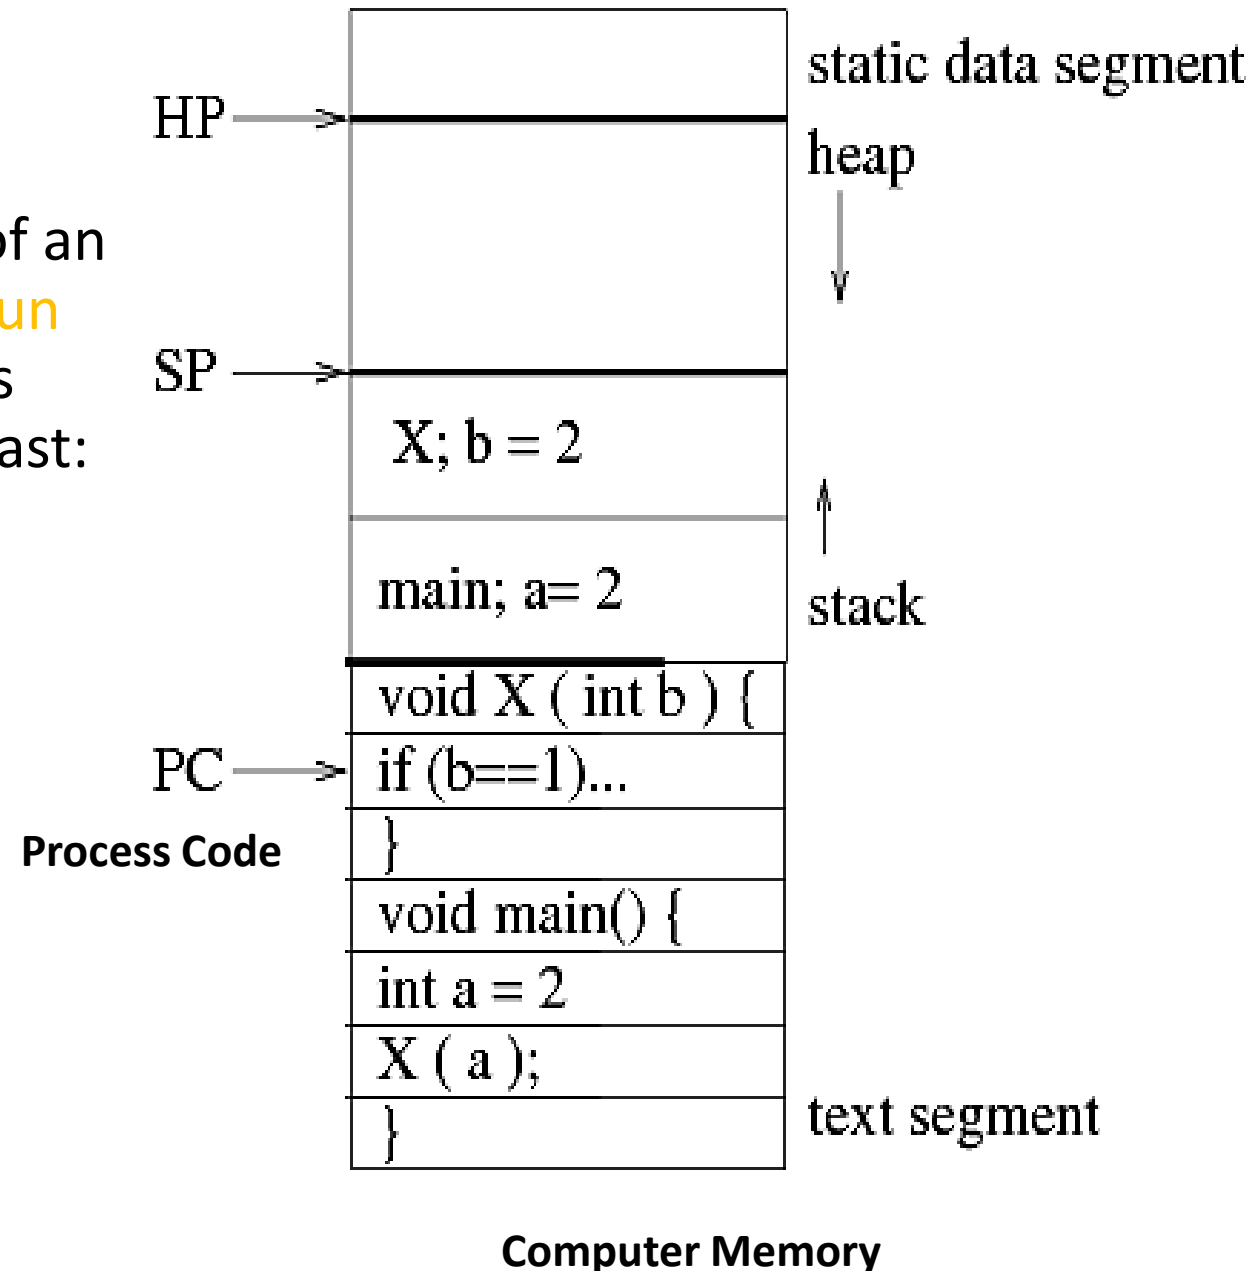 static data segment
HP
heap
of an
un
s
SP
ast:
X; b = 2
main; a= 2
stack
void X ( int b ) {
PC
if (b==1)...
Process Code
}
void main() {
int a = 2
X ( a );
text segment
}
Computer Memory